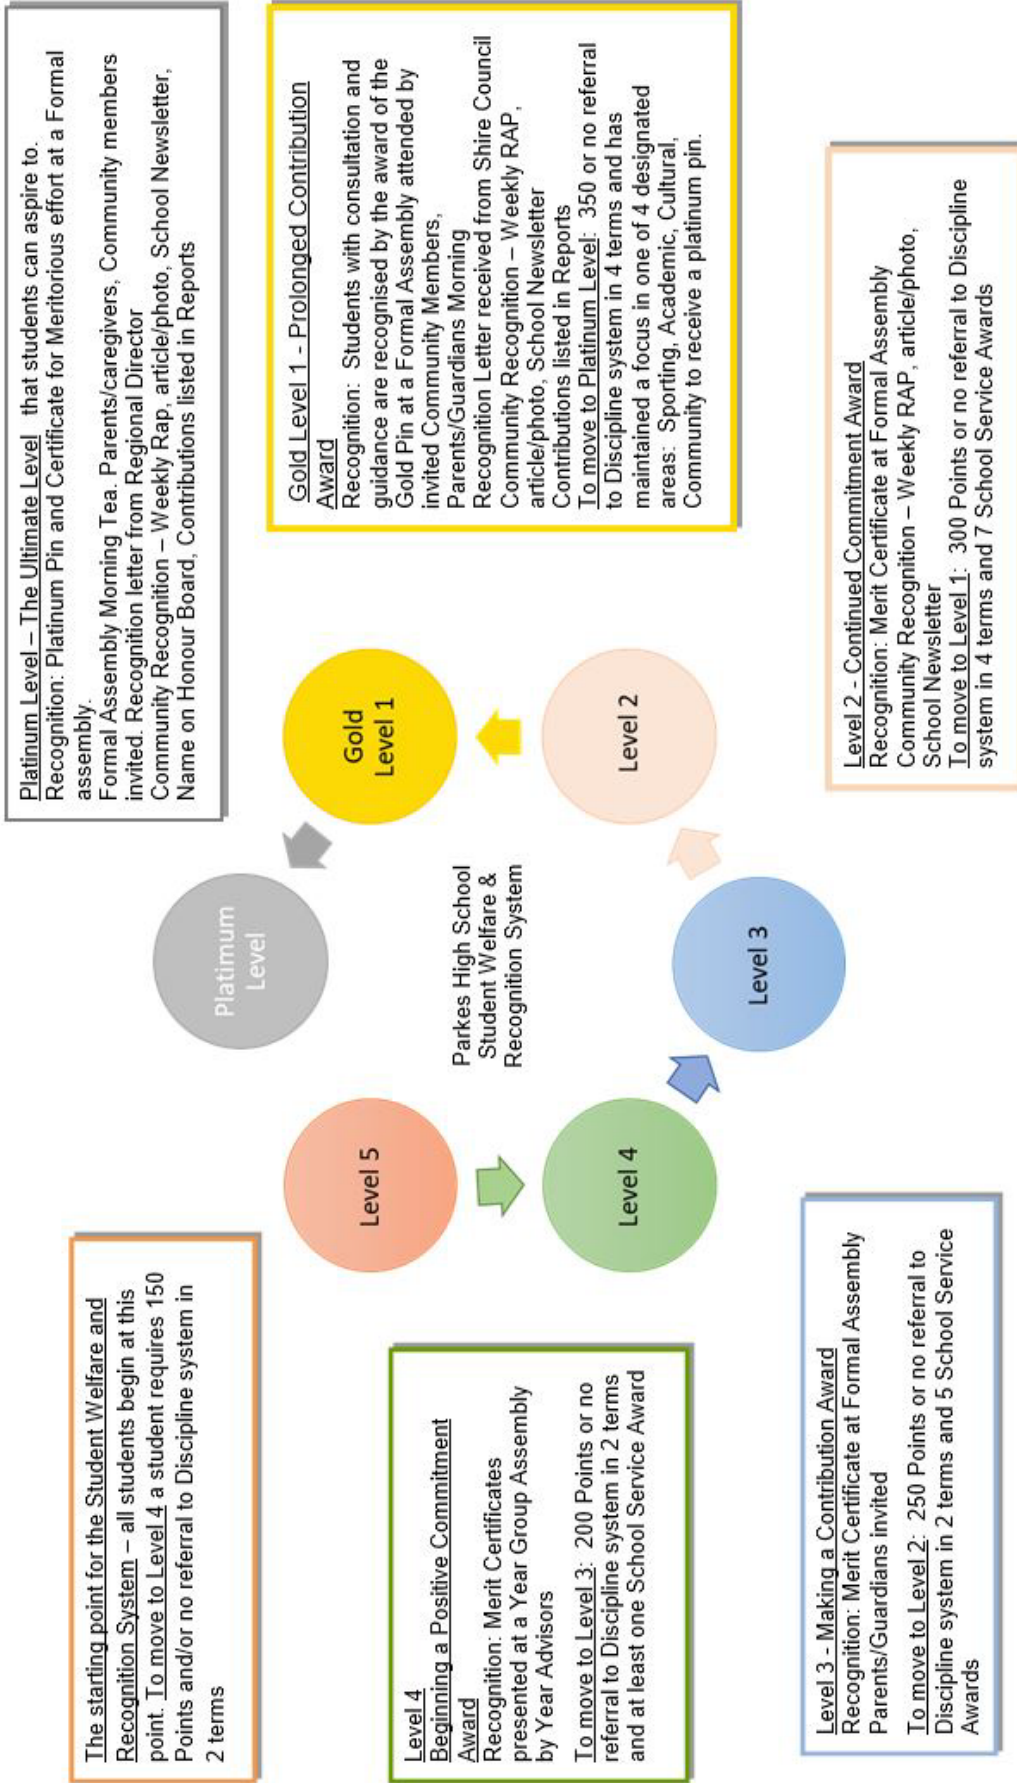 The starting point for the Student Welfare and
Recognition System – all students begin at this
point. To move to Level 4 a student requires 150
Points and/or no referral to Discipline system in
2 terms
Platinum Level – The Ultimate Level  that students can aspire to.
Recognition: Platinum Pin and Certificate for Meritorious effort at a Formal
assembly.
Formal Assembly Morning Tea. Parents/caregivers, Community members
invited. Recognition letter from Regional Director
Community Recognition – Weekly Rap, article/photo, School Newsletter,
Name on Honour Board, Contributions listed in Reports
Platimum
Level
Level 5
Gold
Level 1
Parkes High School
Student Welfare &
Recognition System
Level 4
Level 2
Level 3
Level 4
Beginning a Positive Commitment
Award
Recognition: Merit Certificates
presented at a Year Group Assembly
by Year Advisors
To move to Level 3:  200 Points or no
referral to Discipline system in 2 terms
and at least one School Service Award
Gold Level 1 - Prolonged Contribution
Award
Recognition:  Students with consultation and
guidance are recognised by the award of the
Gold Pin at a Formal Assembly attended by
invited Community Members,
Parents/Guardians Morning
Recognition Letter received from Shire Council
Community Recognition – Weekly RAP,
article/photo, School Newsletter
Contributions listed in Reports
To move to Platinum Level:  350 or no referral
to Discipline system in 4 terms and has
maintained a focus in one of 4 designated
areas:  Sporting, Academic, Cultural,
Community to receive a platinum pin.
Level 3 - Making a Contribution Award
Recognition: Merit Certificate at Formal Assembly
Parents/Guardians invited
To move to Level 2:  250 Points or no referral to
Discipline system in 2 terms and 5 School Service
Awards
Level 2 - Continued Commitment Award
Recognition: Merit Certificate at Formal Assembly
Community Recognition – Weekly RAP, article/photo,
School Newsletter
To move to Level 1:  300 Points or no referral to Discipline
system in 4 terms and 7 School Service Awards